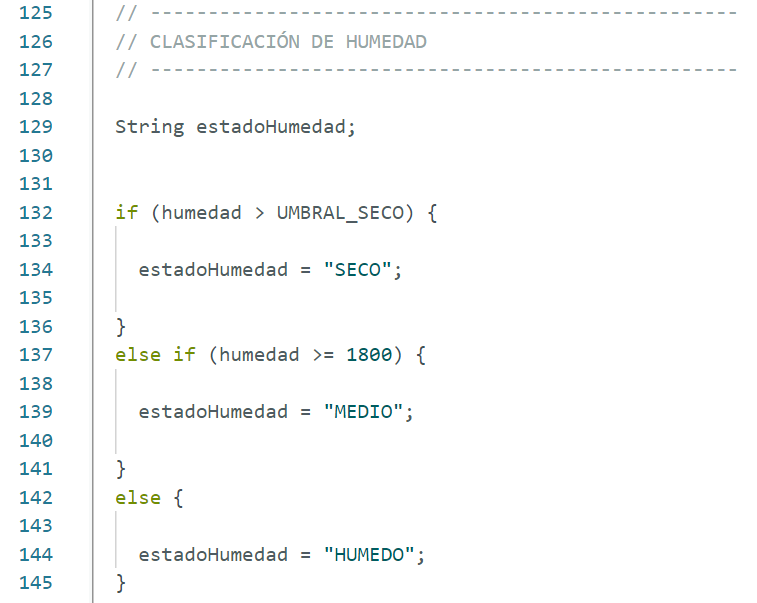 125 // ---------------------------------------------------
126 // CLASIFICACIÓN DE HUMEDAD
127 // ---------------------------------------------------
128
129 String estadoHumedad;
130
131
132 if (humedad > UMBRAL_SECO) {
133
134 estadoHumedad = "SECO";
135
136 }
137 else if (humedad >= 1800) {
138
139 estadoHumedad = "MEDIO";
140
141 }
142 else {
143
144 estadoHumedad = "HUMEDO";
145 }